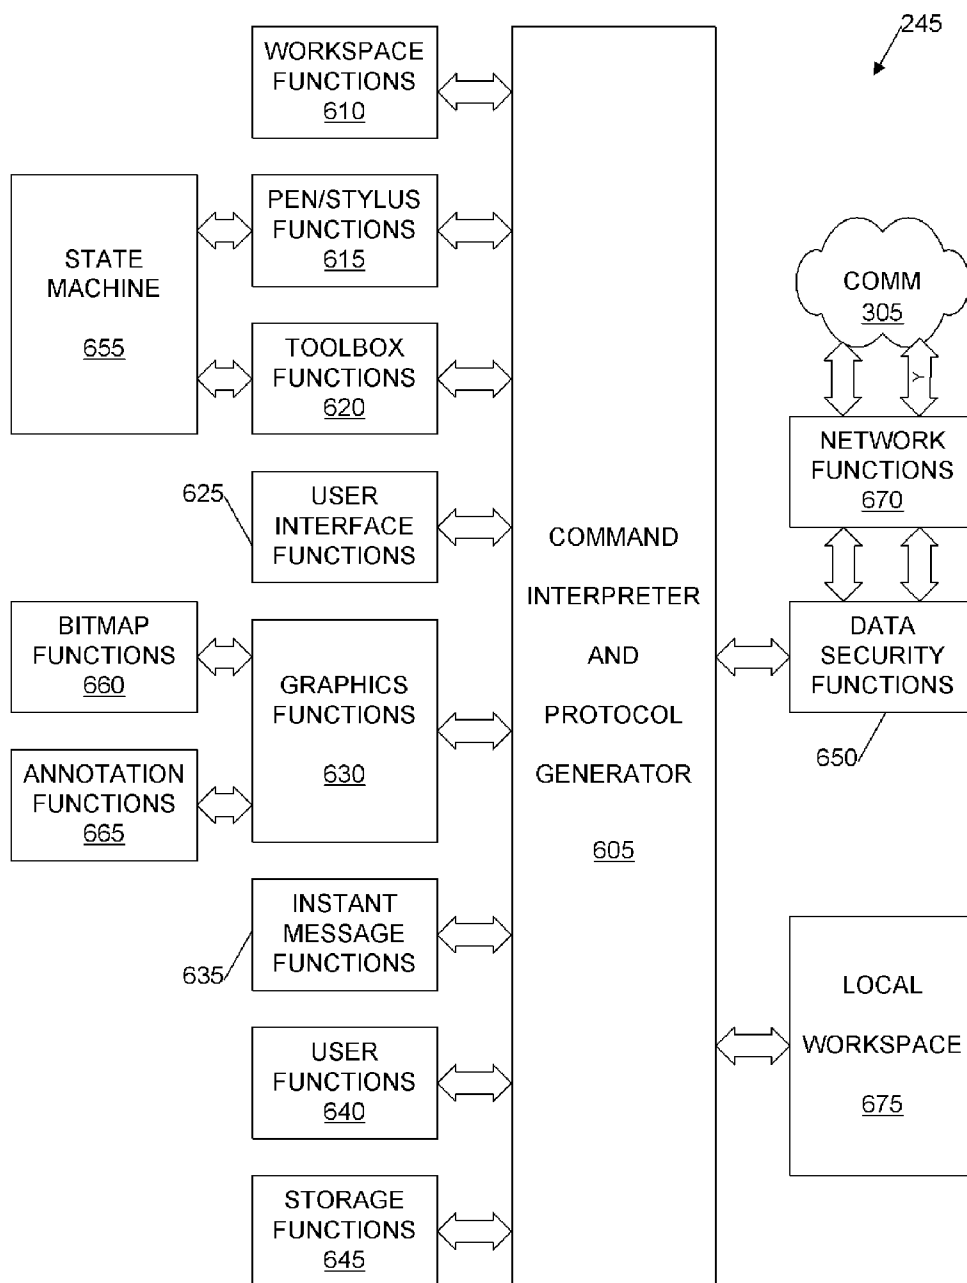 245
WORKSPACE
FUNCTIONS
610
PEN/STYLUS
FUNCTIONS
615
STATE
MACHINE
655
TOOLBOX
FUNCTIONS
620
COMM
305
Y
NETWORK
FUNCTIONS
670
625
USER
INTERFACE
FUNCTIONS
COMMAND
INTERPRETER
AND
PROTOCOL
GENERATOR
605
BITMAP
FUNCTIONS
660
GRAPHICS
FUNCTIONS
630
DATA
SECURITY
FUNCTIONS
650
ANNOTATION
FUNCTIONS
665
INSTANT
MESSAGE
FUNCTIONS
635
LOCAL
WORKSPACE
675
USER
FUNCTIONS
640
STORAGE
FUNCTIONS
645